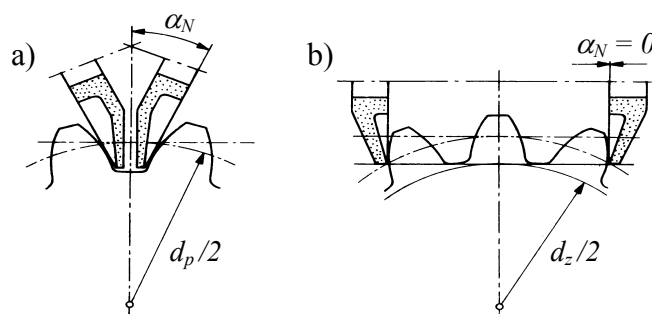 a)
α_N
d_p/2
b)
α_N = 0
d_z/2